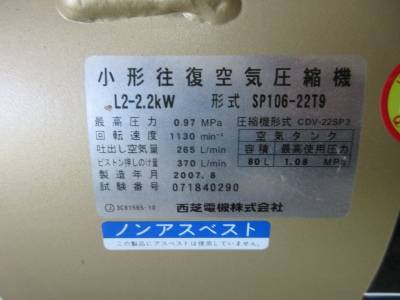 小形往復空気圧縮機
L2-2.2kW 形式 SP106-22T9
最高圧力 0.97 MPa 圧縮機形式 CDV-22SP3
回転速度 1130 min⁻¹ 空気タンク
吐出し空気量 265 L/min 容積 最高使用圧力
ピストン押しのけ量 370 L/min 80L 1.08 MPa
製造年月 2007.8
試験番号 071840290
西芝電機株式会社
ノンアスベスト
この製品にアスベストは使用していません。